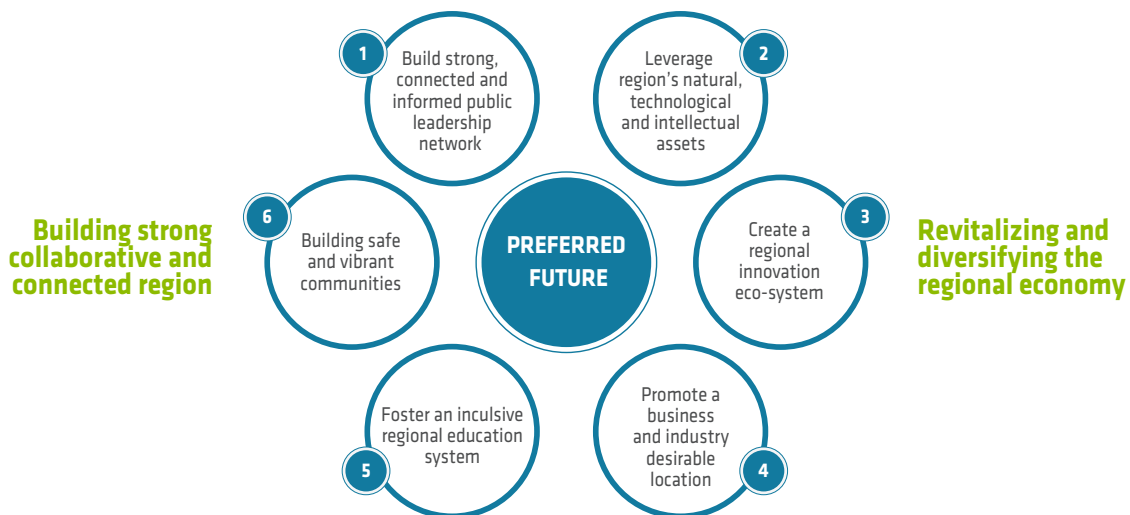 1
Build strong,
connected and
informed public
leadership
network
2
Leverage
region's natural,
technological
and intellectual
assets
Building strong
collaborative and
connected region
6
Building safe
and vibrant
communities
PREFERRED
FUTURE
3
Create a
regional
innovation
eco-system
Revitalizing and
diversifying the
regional economy
5
Foster an inculsive
regional education
system
4
Promote a
business
and industry
desirable
location